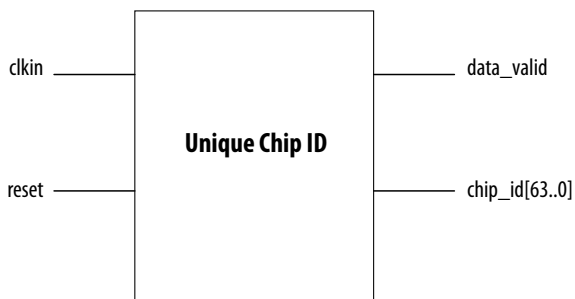 clkin
data_valid
Unique Chip ID
reset
chip_id[63..0]